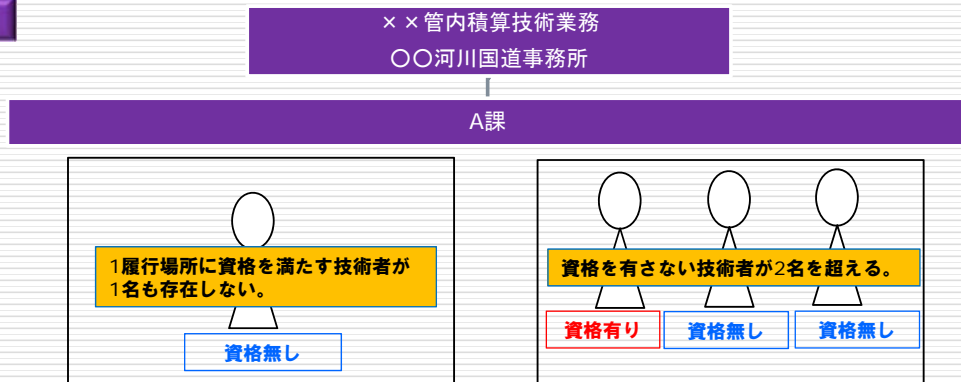 ××管内積算技術業務
〇〇河川国道事務所
A課
1履行場所に資格を満たす技術者が
1名も存在しない。
資格無し
資格を有さない技術者が2名を超える。
資格有り
資格無し
資格無し